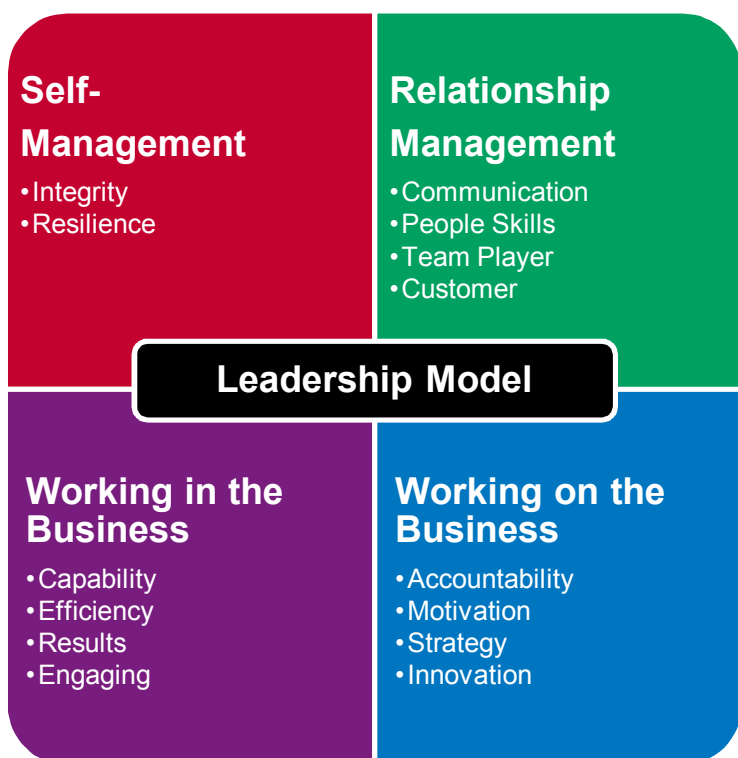 Self-
Management
•Integrity
•Resilience
Relationship
Management
•Communication
•People Skills
•Team Player
•Customer
Leadership Model
Working in the
Business
•Capability
•Efficiency
•Results
•Engaging
Working on the
Business
•Accountability
•Motivation
•Strategy
•Innovation